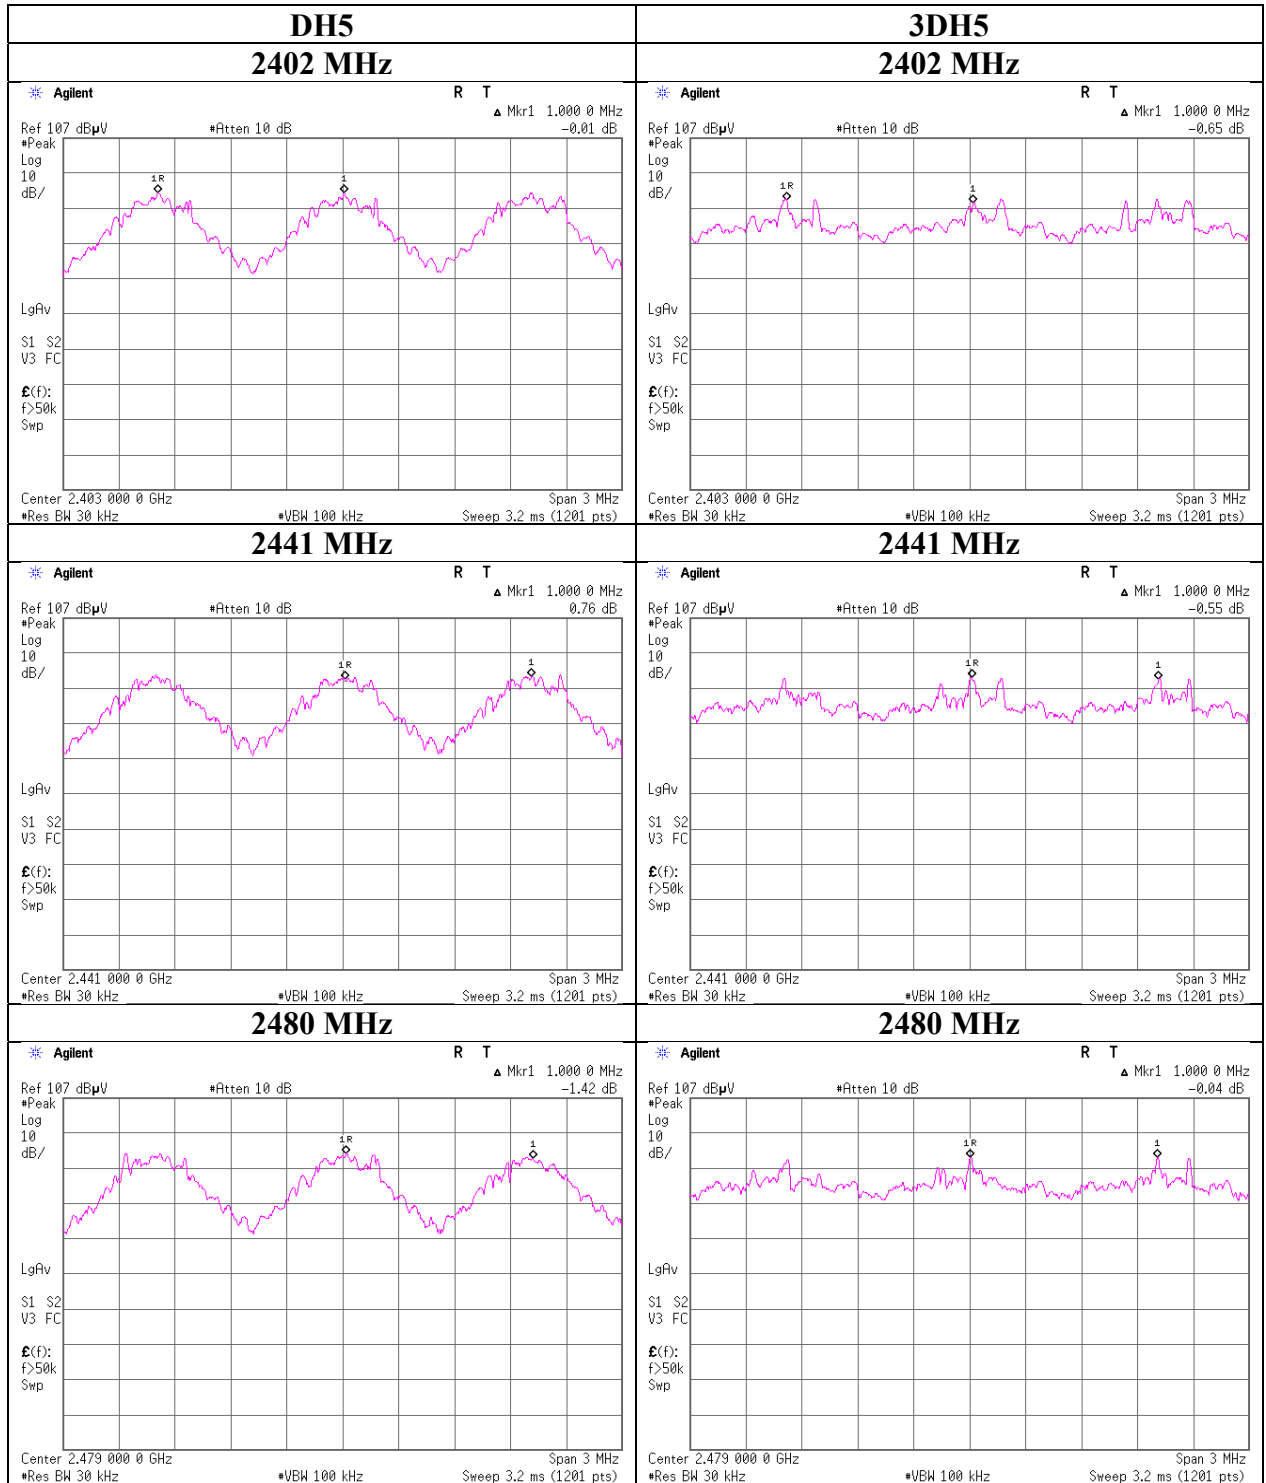 DH5 3DH5
2402 MHz 2402 MHz
Agilent R T
Δ Mkr1 1.000 0 MHz
Ref 107 dBµV #Atten 10 dB -0.01 dB
#Peak
Log
10
dB/
1R 1
LgAv
S1 S2
V3 FC
£(f):
f>50k
Swp
Center 2.403 000 0 GHz Span 3 MHz
#Res BW 30 kHz #VBW 100 kHz Sweep 3.2 ms (1201 pts)
Agilent R T
Δ Mkr1 1.000 0 MHz
Ref 107 dBµV #Atten 10 dB -0.65 dB
#Peak
Log
10
dB/
1R 1
LgAv
S1 S2
V3 FC
£(f):
f>50k
Swp
Center 2.403 000 0 GHz Span 3 MHz
#Res BW 30 kHz #VBW 100 kHz Sweep 3.2 ms (1201 pts)
2441 MHz 2441 MHz
Agilent R T
Δ Mkr1 1.000 0 MHz
Ref 107 dBµV #Atten 10 dB 0.76 dB
#Peak
Log
10
dB/
1R 1
LgAv
S1 S2
V3 FC
£(f):
f>50k
Swp
Center 2.441 000 0 GHz Span 3 MHz
#Res BW 30 kHz #VBW 100 kHz Sweep 3.2 ms (1201 pts)
Agilent R T
Δ Mkr1 1.000 0 MHz
Ref 107 dBµV #Atten 10 dB -0.55 dB
#Peak
Log
10
dB/
1R 1
LgAv
S1 S2
V3 FC
£(f):
f>50k
Swp
Center 2.441 000 0 GHz Span 3 MHz
#Res BW 30 kHz #VBW 100 kHz Sweep 3.2 ms (1201 pts)
2480 MHz 2480 MHz
Agilent R T
Δ Mkr1 1.000 0 MHz
Ref 107 dBµV #Atten 10 dB -1.42 dB
#Peak
Log
10
dB/
1R 1
LgAv
S1 S2
V3 FC
£(f):
f>50k
Swp
Center 2.479 000 0 GHz Span 3 MHz
#Res BW 30 kHz #VBW 100 kHz Sweep 3.2 ms (1201 pts)
Agilent R T
Δ Mkr1 1.000 0 MHz
Ref 107 dBµV #Atten 10 dB -0.04 dB
#Peak
Log
10
dB/
1R 1
LgAv
S1 S2
V3 FC
£(f):
f>50k
Swp
Center 2.479 000 0 GHz Span 3 MHz
#Res BW 30 kHz #VBW 100 kHz Sweep 3.2 ms (1201 pts)